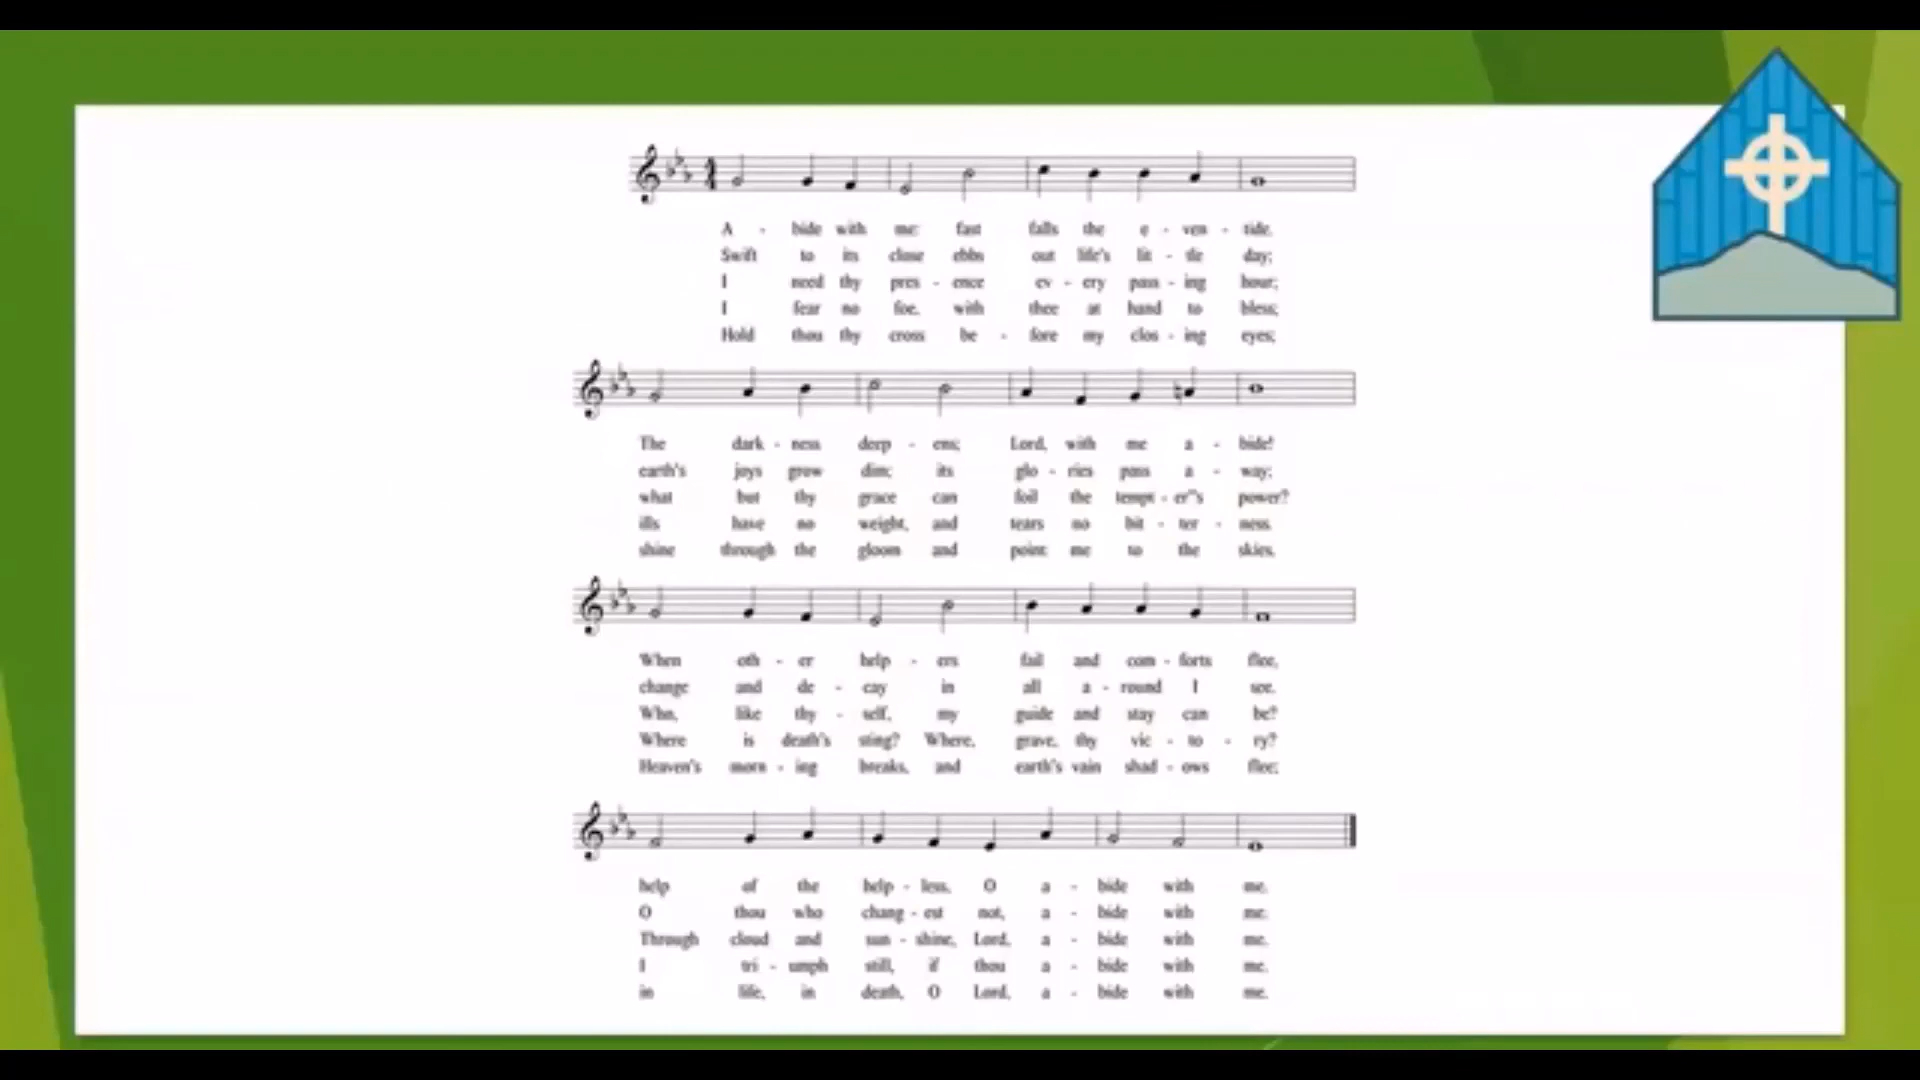 A - bide with me: fast falls the e - ven - tide.
Swift to its close ebbs out life's lit - tle day;
I need thy pres - ence ev - ery pass - ing hour;
I fear no foe, with thee at hand to bless;
Hold thou thy cross be - fore my clos - ing eyes;
The dark - ness deep - ens; Lord, with me a - bide!
earth's joys grow dim; its glo - ries pass a - way;
what but thy grace can foil the tempt - er"s power?
ills have no weight, and tears no bit - ter - ness.
shine through the gloom and point me to the skies.
When oth - er help - ers fail and com - forts flee,
change and de - cay in all a - round I see.
Who, like thy - self, my guide and stay can be?
Where is death's sting? Where, grave, thy vic - to - ry?
Heaven's morn - ing breaks, and earth's vain shad - ows flee;
help of the help - less, O a - bide with me.
O thou who chang - est not, a - bide with me.
Through cloud and sun - shine, Lord, a - bide with me.
I tri - umph still, if thou a - bide with me.
in life, in death, O Lord, a - bide with me.